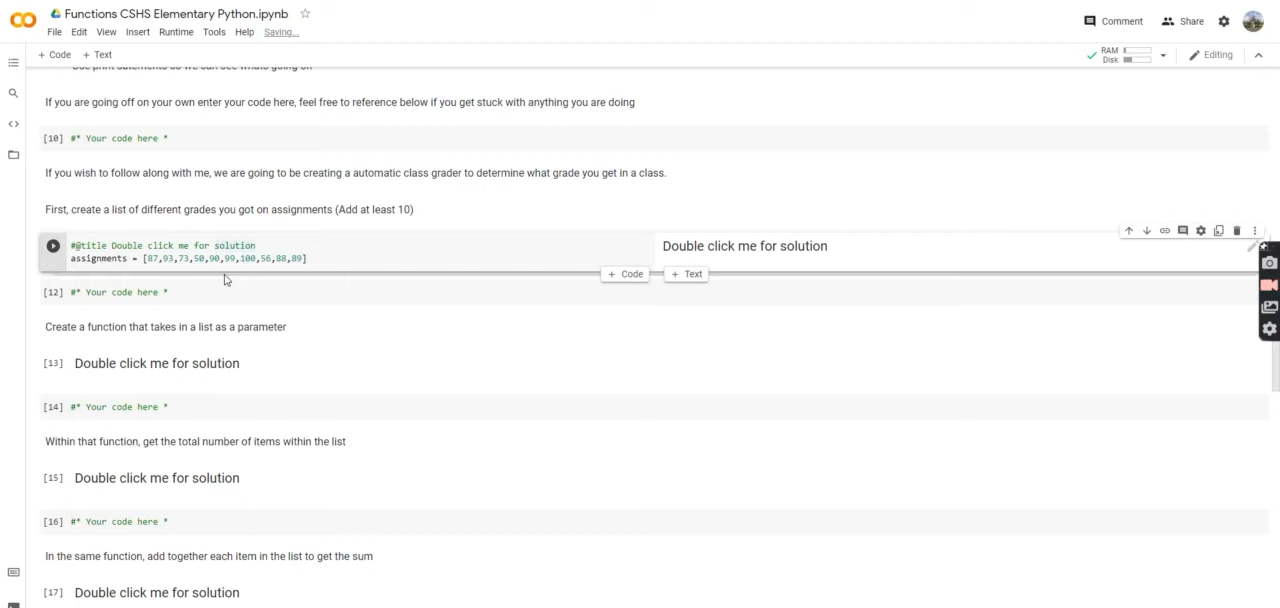 Functions CSHS Elementary Python.ipynb
Comment Share
File Edit View Insert Runtime Tools Help Saving...
+ Code + Text
RAM
Disk
Editing
If you are going off on your own enter your code here, feel free to reference below if you get stuck with anything you are doing
[10] #* Your code here *
If you wish to follow along with me, we are going to be creating a automatic class grader to determine what grade you get in a class.
First, create a list of different grades you got on assignments (Add at least 10)
#@title Double click me for solution
assignments = [87,93,73,50,90,99,100,56,88,89]
Double click me for solution
+ Code + Text
[12] #* Your code here *
Create a function that takes in a list as a parameter
[13] Double click me for solution
[14] #* Your code here *
Within that function, get the total number of items within the list
[15] Double click me for solution
[16] #* Your code here *
In the same function, add together each item in the list to get the sum
[17] Double click me for solution